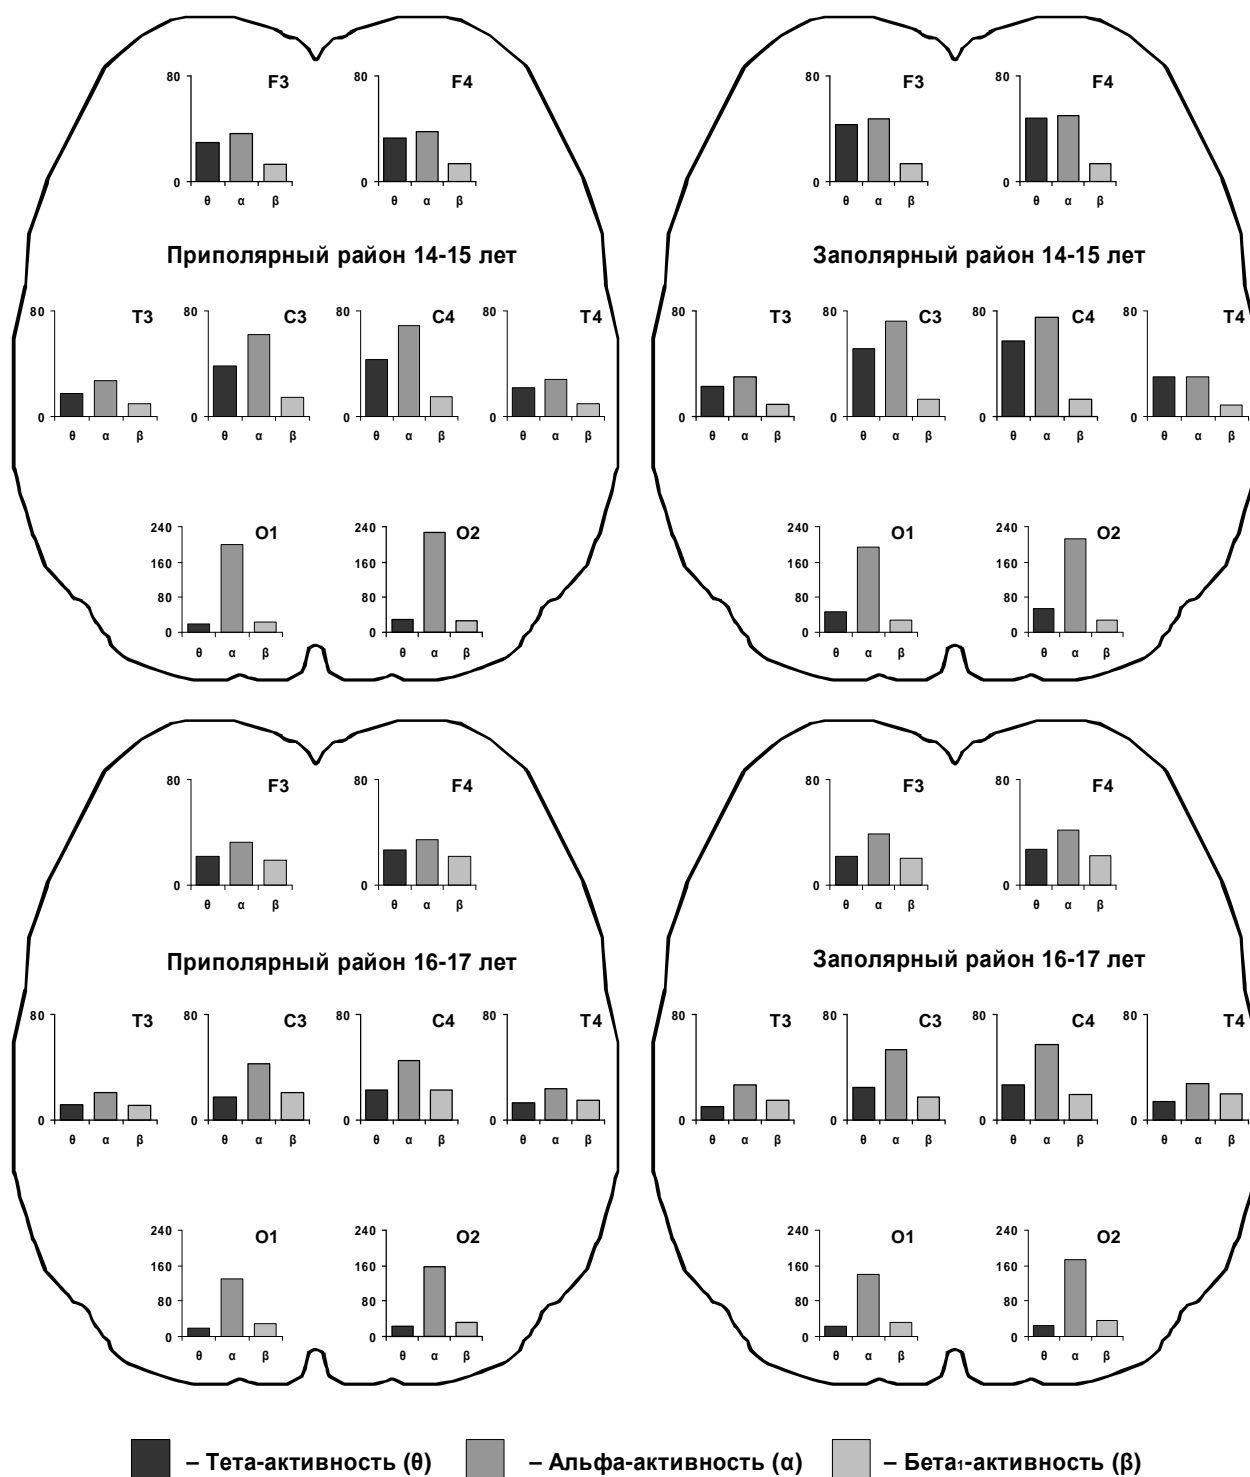 80 F3
0
θ α β
80 F4
0
θ α β
80 F3
0
θ α β
80 F4
0
θ α β
Приполярный район 14-15 лет
Заполярный район 14-15 лет
80 T3
0
θ α β
80 C3
0
θ α β
80 C4
0
θ α β
80 T4
0
θ α β
80 T3
0
θ α β
80 C3
0
θ α β
80 C4
0
θ α β
80 T4
0
θ α β
240 O1
160
80
0
θ α β
240 O2
160
80
0
θ α β
240 O1
160
80
0
θ α β
240 O2
160
80
0
θ α β
80 F3
0
θ α β
80 F4
0
θ α β
80 F3
0
θ α β
80 F4
0
θ α β
Приполярный район 16-17 лет
Заполярный район 16-17 лет
80 T3
0
θ α β
80 C3
0
θ α β
80 C4
0
θ α β
80 T4
0
θ α β
80 T3
0
θ α β
80 C3
0
θ α β
80 C4
0
θ α β
80 T4
0
θ α β
240 O1
160
80
0
θ α β
240 O2
160
80
0
θ α β
240 O1
160
80
0
θ α β
240 O2
160
80
0
θ α β
– Тета-активность (θ) – Альфа-активность (α) – Бета₁-активность (β)